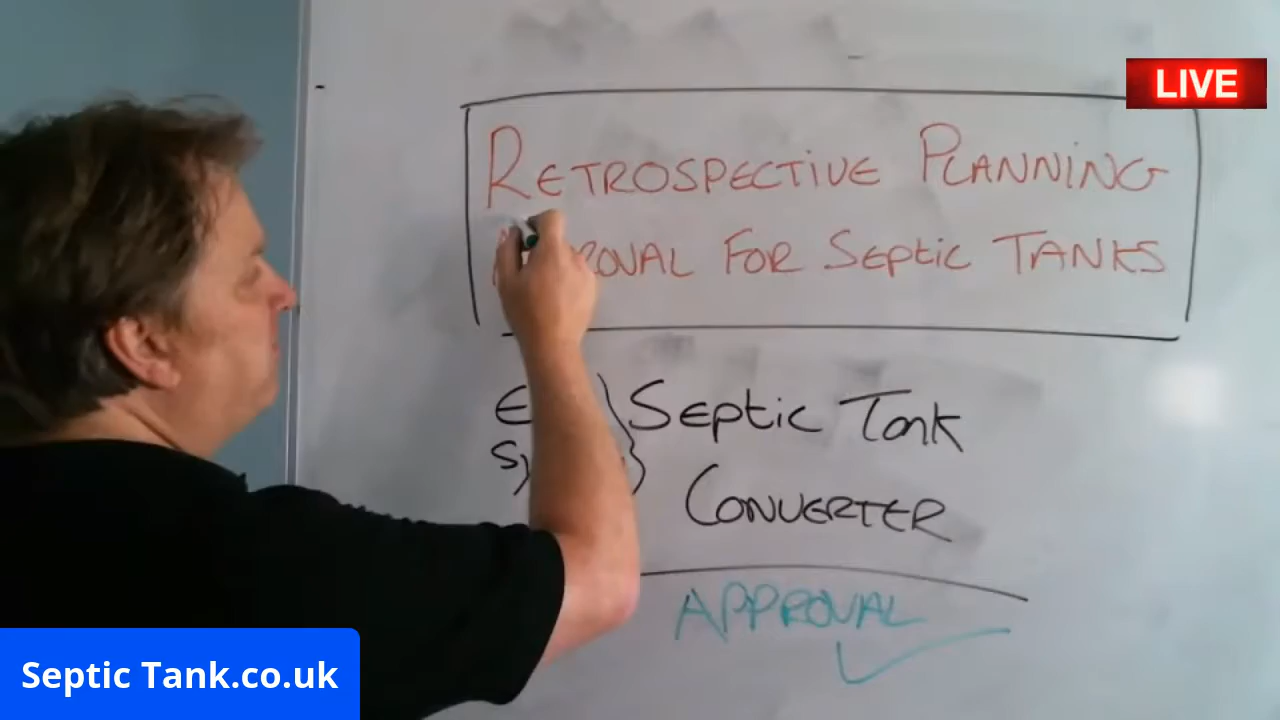 LIVE
RETROSPECTIVE PLANNING
FOR SEPTIC TANKS
SEPTIC TANK
CONVERTER
APPROVAL
Septic Tank.co.uk